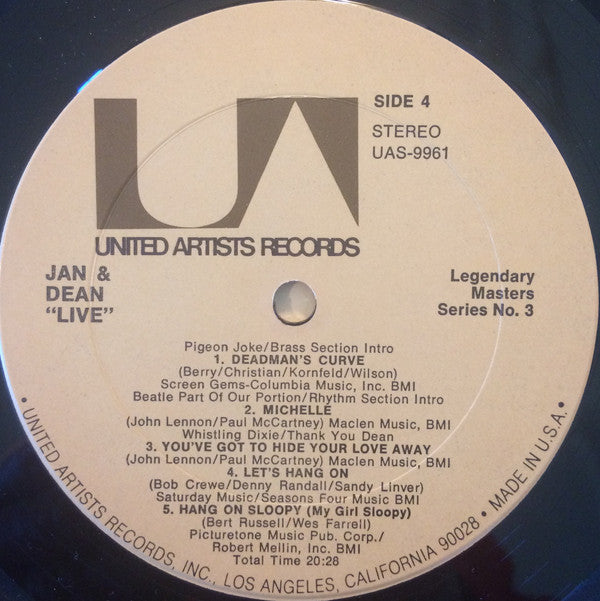 SIDE 4
STEREO
UAS-9961
UA
UNITED ARTISTS RECORDS
JAN &
DEAN
"LIVE"
Legendary
Masters
Series No. 3
Pigeon Joke/Brass Section Intro
1. DEADMAN'S CURVE
(Berry/Christian/Kornfeld/Wilson)
Screen Gems-Columbia Music, Inc. BMI
Beatle Part Of Our Portion/Rhythm Section Intro
2. MICHELLE
(John Lennon/Paul McCartney) Maclen Music, BMI
Whistling Dixie/Thank You Dean
3. YOU'VE GOT TO HIDE YOUR LOVE AWAY
(John Lennon/Paul McCartney) Maclen Music, BMI
4. LET'S HANG ON
(Bob Crewe/Denny Randall/Sandy Linver)
Saturday Music/Seasons Four Music BMI
5. HANG ON SLOOPY (My Girl Sloopy)
(Bert Russell/Wes Farrell)
Picturetone Music Pub. Corp./
Robert Mellin, Inc. BMI
Total Time 20:28
• UNITED ARTISTS RECORDS, INC., LOS ANGELES, CALIFORNIA 90028 • MADE IN U.S.A. •